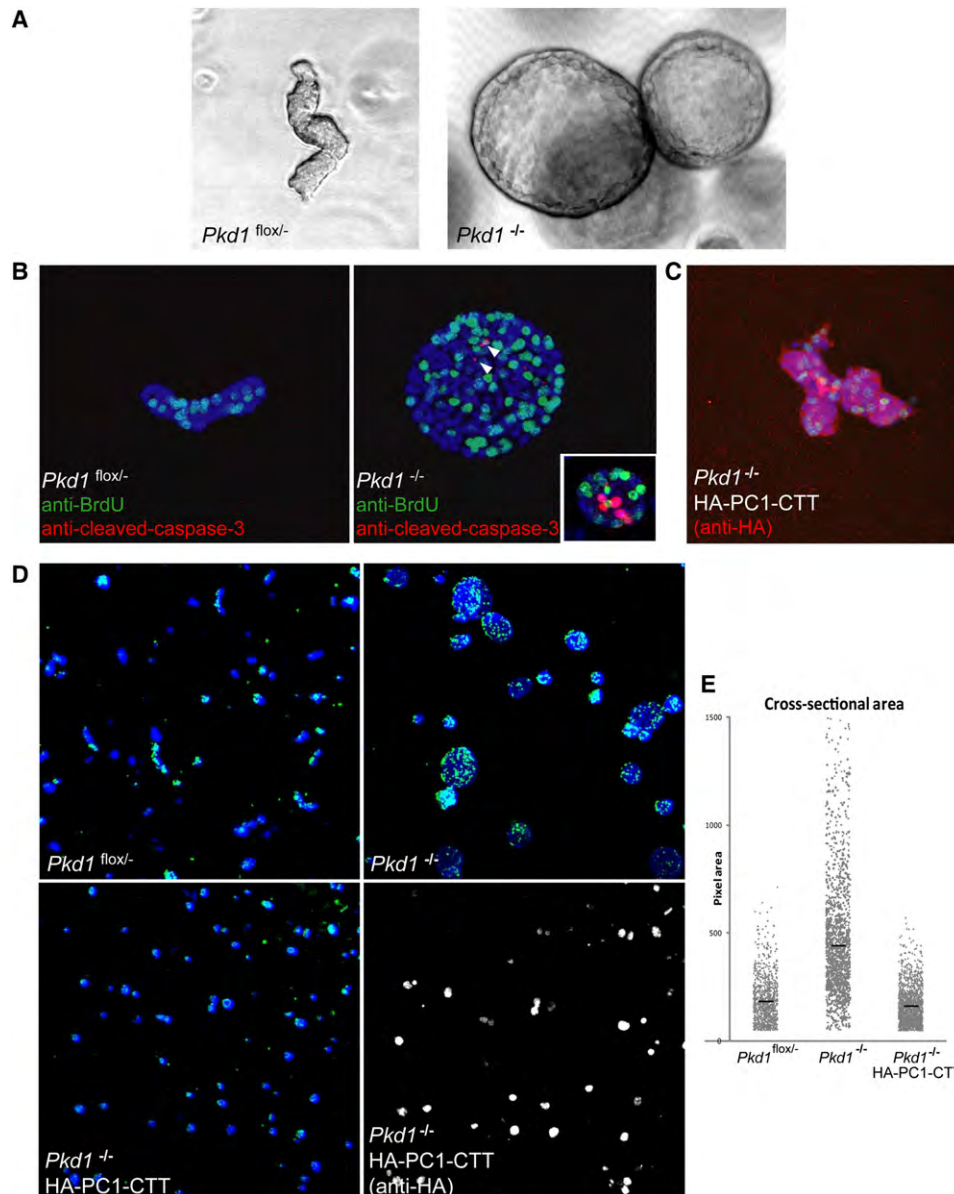 A
Pkd1 flox/-
Pkd1 -/-
B
Pkd1 flox/-
anti-BrdU
anti-cleaved-caspase-3
Pkd1 -/-
anti-BrdU
anti-cleaved-caspase-3
C
Pkd1 -/-
HA-PC1-CTT
(anti-HA)
D
Pkd1 flox/-
Pkd1 -/-
Pkd1 -/-
HA-PC1-CTT
Pkd1 -/-
HA-PC1-CTT
(anti-HA)
E
Cross-sectional area
Pixel area
1500
1000
500
0
Pkd1 flox/-
Pkd1 -/-
Pkd1 -/-
HA-PC1-CT